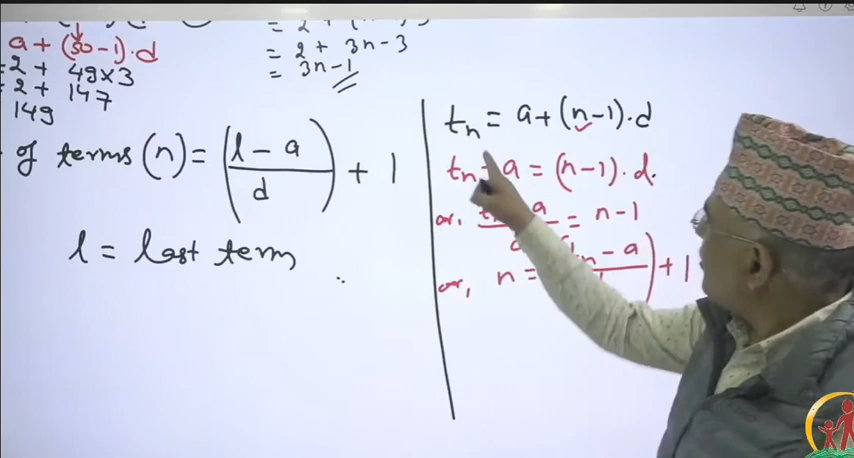 a + (50-1)·d
=2 + 49×3
=2 + 147
149
= 2 + 3n-3
= 3n-1
of terms (n) = (l - a / d) + 1
l = last term
tn = a + (n-1)·d
tn - a = (n-1)·d.
or, = n-1
or, n = - a) + 1